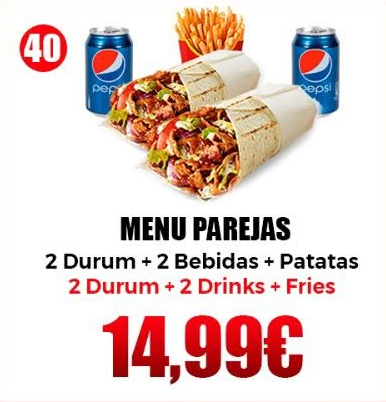 40
pepsi
pepsi
MENU PAREJAS
2 Durum + 2 Bebidas + Patatas
2 Durum + 2 Drinks + Fries
14,99€